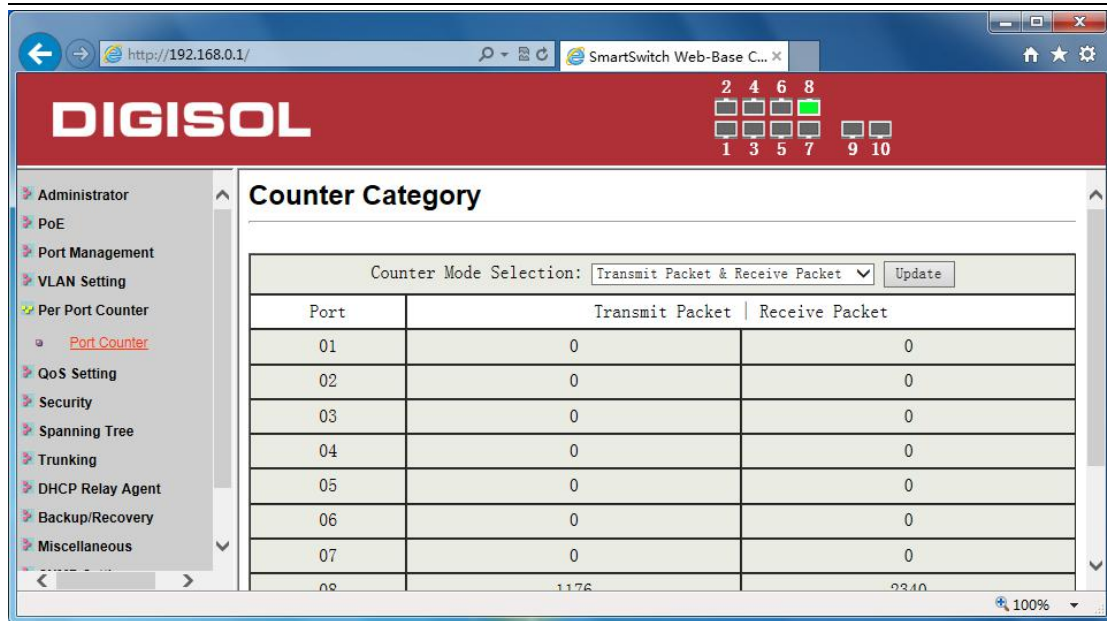 http://192.168.0.1/
SmartSwitch Web-Base C...
DIGISOL
2 4 6 8
1 3 5 7 9 10
Administrator
PoE
Port Management
VLAN Setting
Per Port Counter
Port Counter
QoS Setting
Security
Spanning Tree
Trunking
DHCP Relay Agent
Backup/Recovery
Miscellaneous
Counter Category
Counter Mode Selection: Transmit Packet & Receive Packet Update
Port Transmit Packet | Receive Packet
01 0 0
02 0 0
03 0 0
04 0 0
05 0 0
06 0 0
07 0 0
08 1176 2340
100%